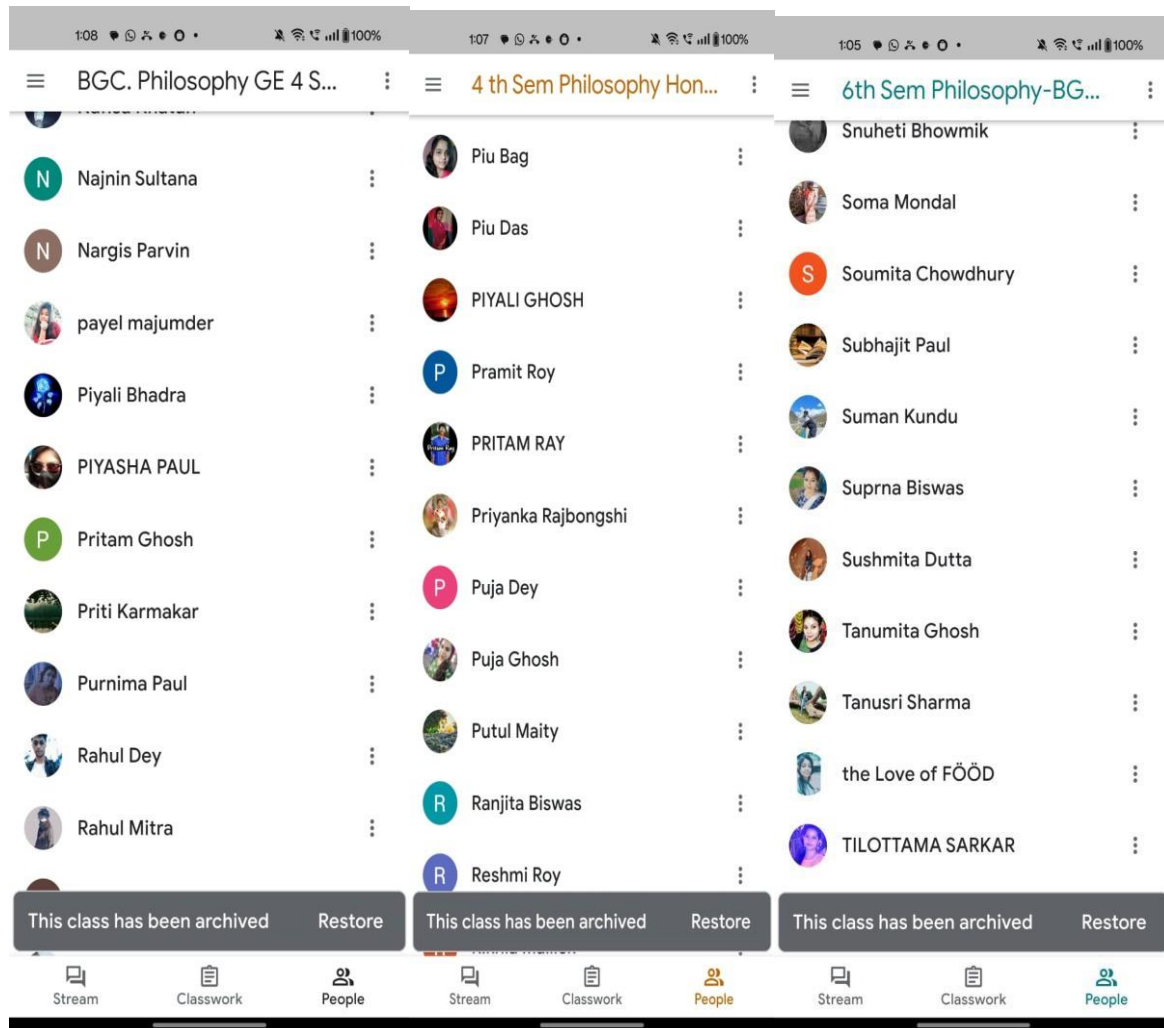 1:08 100%
BGC. Philosophy GE 4 S...
N Najnin Sultana
N Nargis Parvin
payel majumder
Piyali Bhadra
PIYASHA PAUL
P Pritam Ghosh
Priti Karmakar
Purnima Paul
Rahul Dey
Rahul Mitra
This class has been archived Restore
Stream Classwork People
1:07 100%
4 th Sem Philosophy Hon...
Piu Bag
Piu Das
PIYALI GHOSH
P Pramit Roy
Pritam Ray PRITAM RAY
Priyanka Rajbongshi
P Puja Dey
Puja Ghosh
Putul Maity
R Ranjita Biswas
R Reshmi Roy
This class has been archived Restore
Stream Classwork People
1:05 100%
6th Sem Philosophy-BG...
Snuheti Bhowmik
Soma Mondal
S Soumita Chowdhury
Subhajit Paul
Suman Kundu
Suprna Biswas
Sushmita Dutta
Tanumita Ghosh
Tanusri Sharma
the Love of FÖÖD
TILOTTAMA SARKAR
This class has been archived Restore
Stream Classwork People